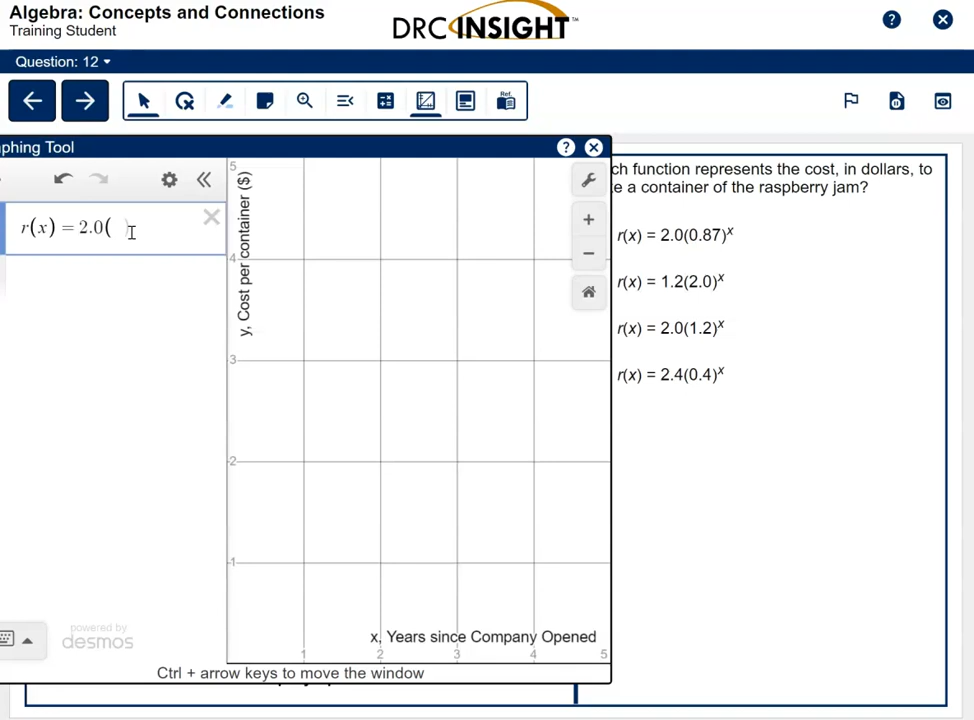 Algebra: Concepts and Connections
Training Student
DRC INSIGHT™
Question: 12
Ref.
phing Tool
r(x) = 2.0( )
5
4
3
2
1
y, Cost per container ($)
x, Years since Company Opened
1 2 3 4 5
powered by
desmos
Ctrl + arrow keys to move the window
ch function represents the cost, in dollars, to
e a container of the raspberry jam?
r(x) = 2.0(0.87)ˣ
r(x) = 1.2(2.0)ˣ
r(x) = 2.0(1.2)ˣ
r(x) = 2.4(0.4)ˣ